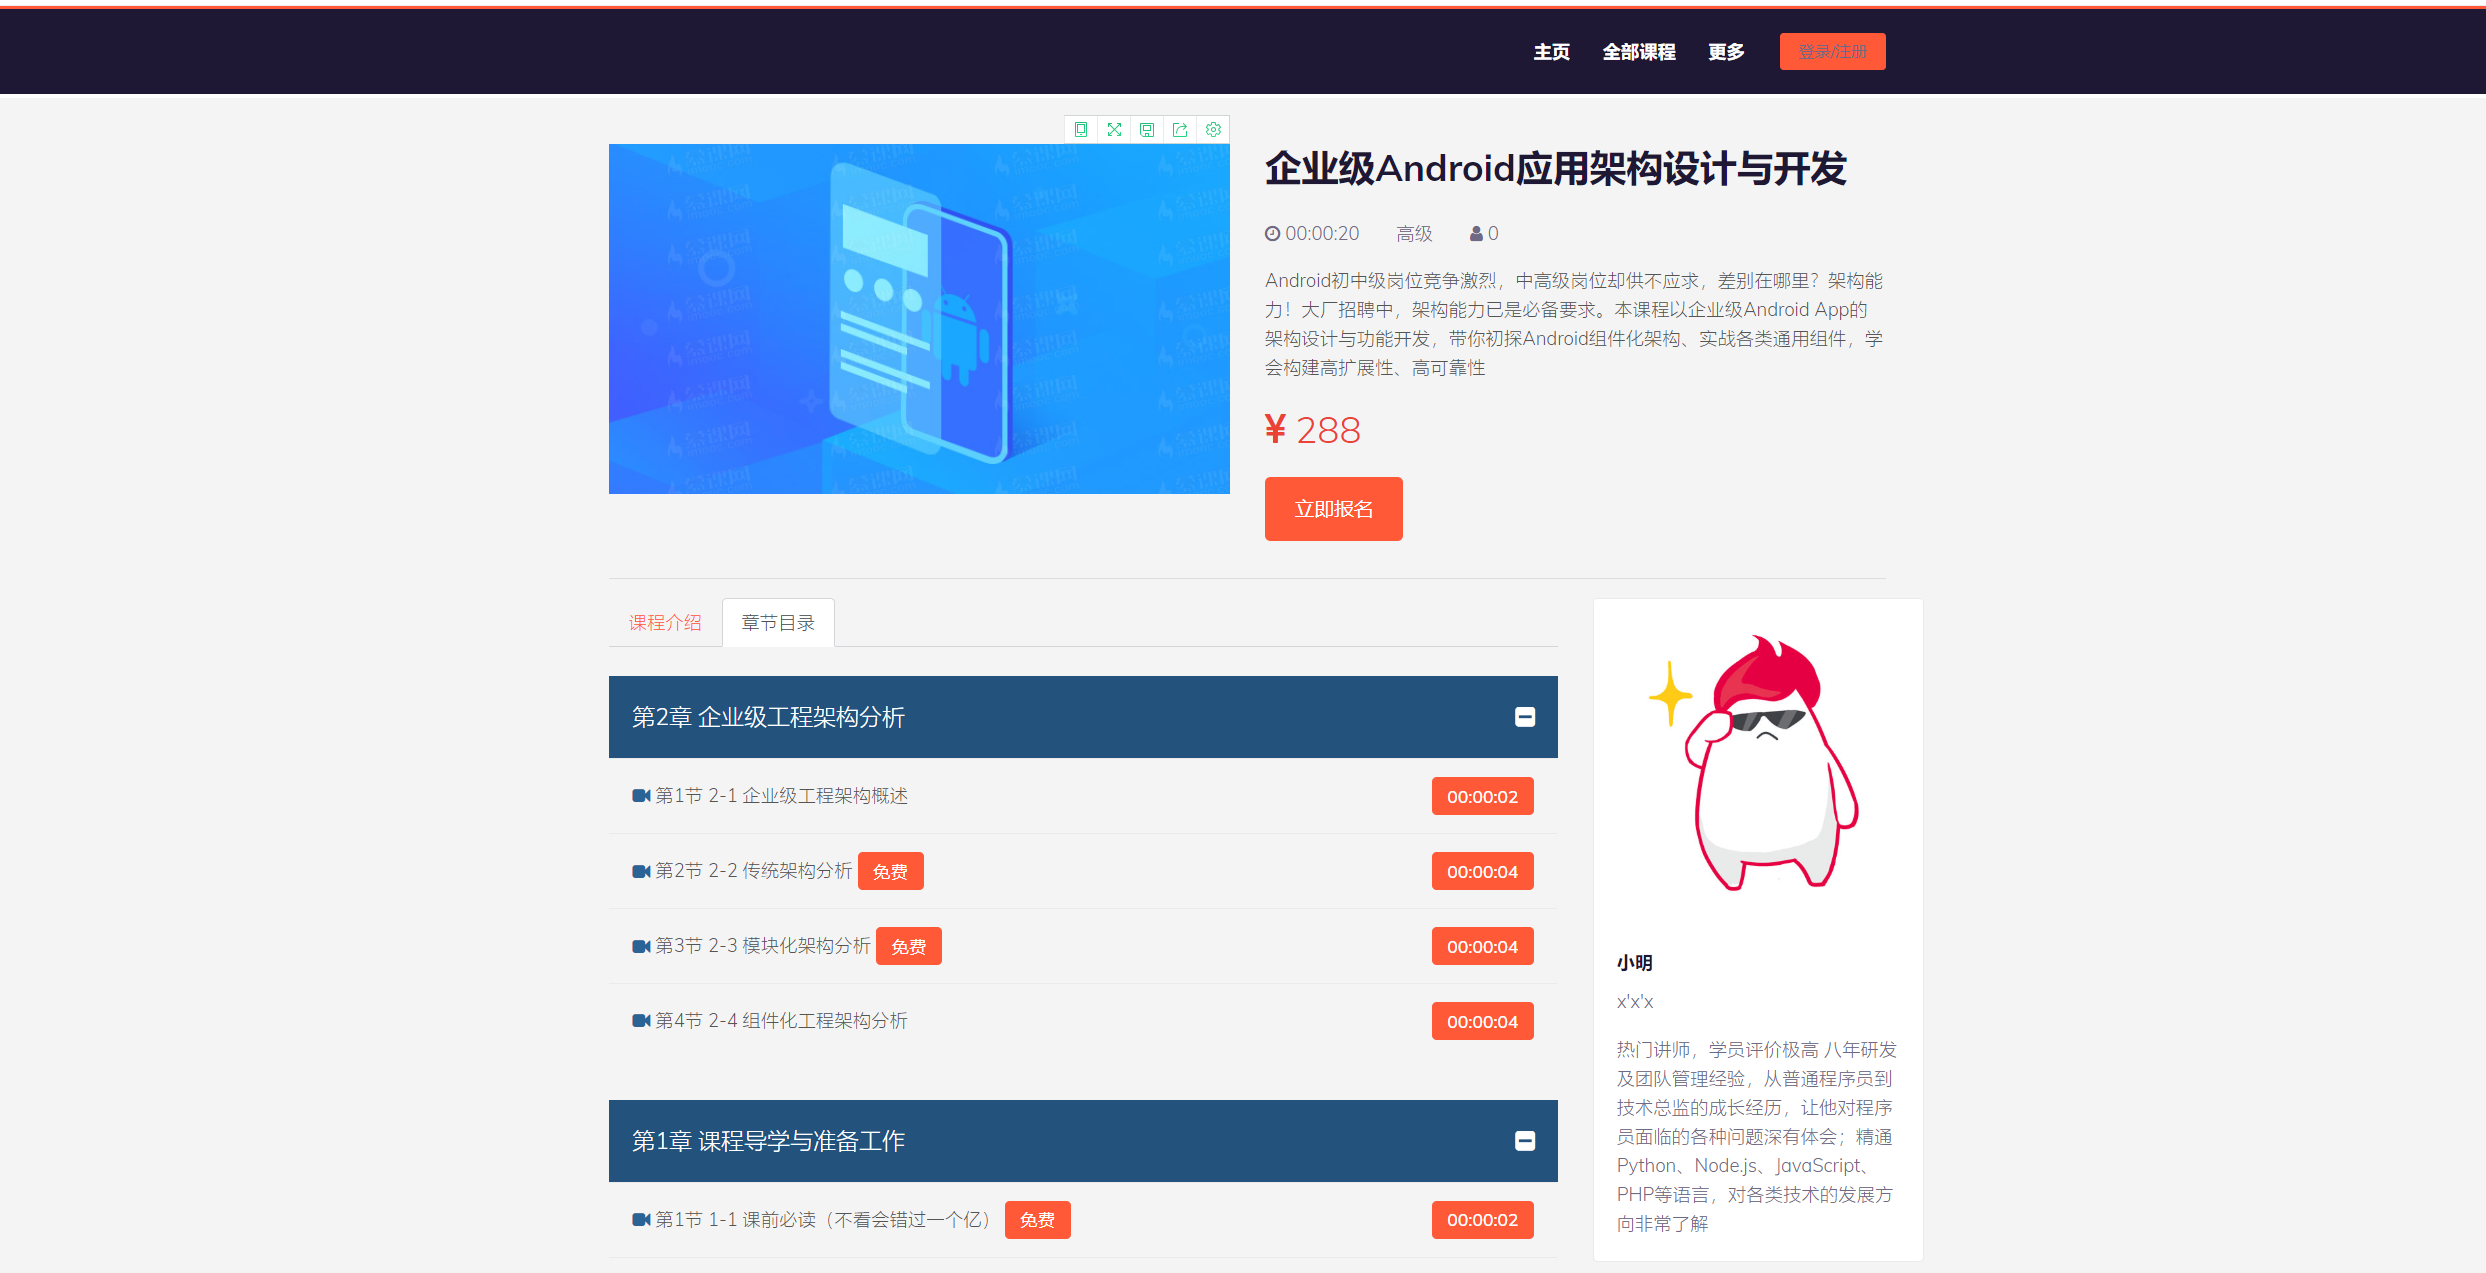 主页 全部课程 更多 登录/注册
企业级Android应用架构设计与开发
00:00:20 高级 0
Android初中级岗位竞争激烈，中高级岗位却供不应求，差别在哪里？架构能
力！大厂招聘中，架构能力已是必备要求。本课程以企业级Android App的
架构设计与功能开发，带你初探Android组件化架构、实战各类通用组件，学
会构建高扩展性、高可靠性
¥ 288
立即报名
课程介绍 章节目录
第2章 企业级工程架构分析
第1节 2-1 企业级工程架构概述 00:00:02
第2节 2-2 传统架构分析 免费 00:00:04
第3节 2-3 模块化架构分析 免费 00:00:04
第4节 2-4 组件化工程架构分析 00:00:04
第1章 课程导学与准备工作
第1节 1-1 课前必读（不看会错过一个亿） 免费 00:00:02
小明
x'x'x
热门讲师，学员评价极高 八年研发
及团队管理经验，从普通程序员到
技术总监的成长经历，让他对程序
员面临的各种问题深有体会；精通
Python、Node.js、JavaScript、
PHP等语言，对各类技术的发展方
向非常了解